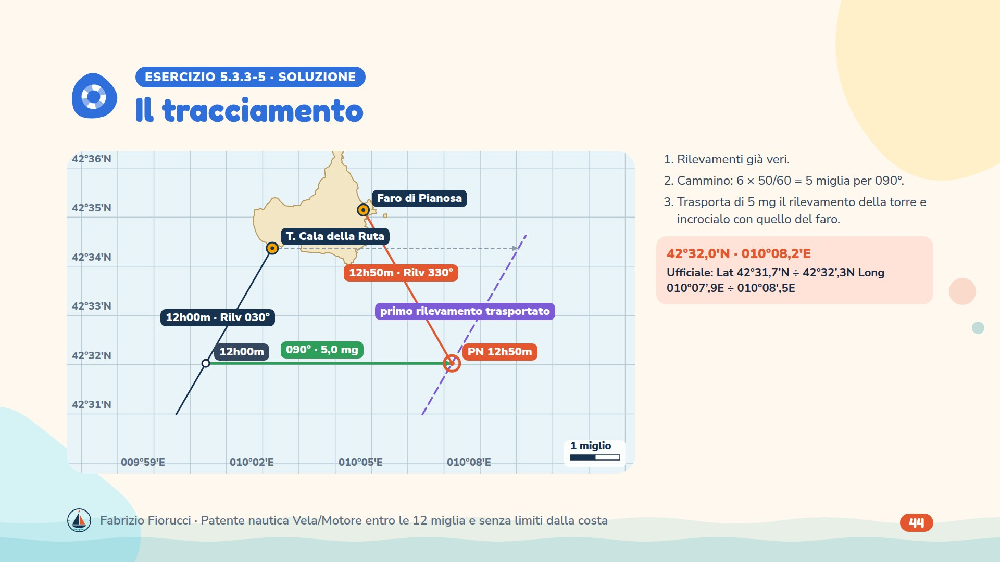 ESERCIZIO 5.3.3-5 · SOLUZIONE
Il tracciamento
42°36'N
42°35'N
42°34'N
42°33'N
42°32'N
42°31'N
Faro di Pianosa
T. Cala della Ruta
12h50m · Rilv 330°
primo rilevamento trasportato
12h00m · Rilv 030°
12h00m
090° · 5,0 mg
PN 12h50m
1 miglio
009°59'E
010°02'E
010°05'E
010°08'E
1. Rilevamenti già veri.
2. Cammino: 6 × 50/60 = 5 miglia per 090°.
3. Trasporta di 5 mg il rilevamento della torre e
incrocialo con quello del faro.
42°32,0'N · 010°08,2'E
Ufficiale: Lat 42°31,7’N ÷ 42°32’,3N Long
010°07’,9E ÷ 010°08',5E
Fabrizio Fiorucci · Patente nautica Vela/Motore entro le 12 miglia e senza limiti dalla costa
44